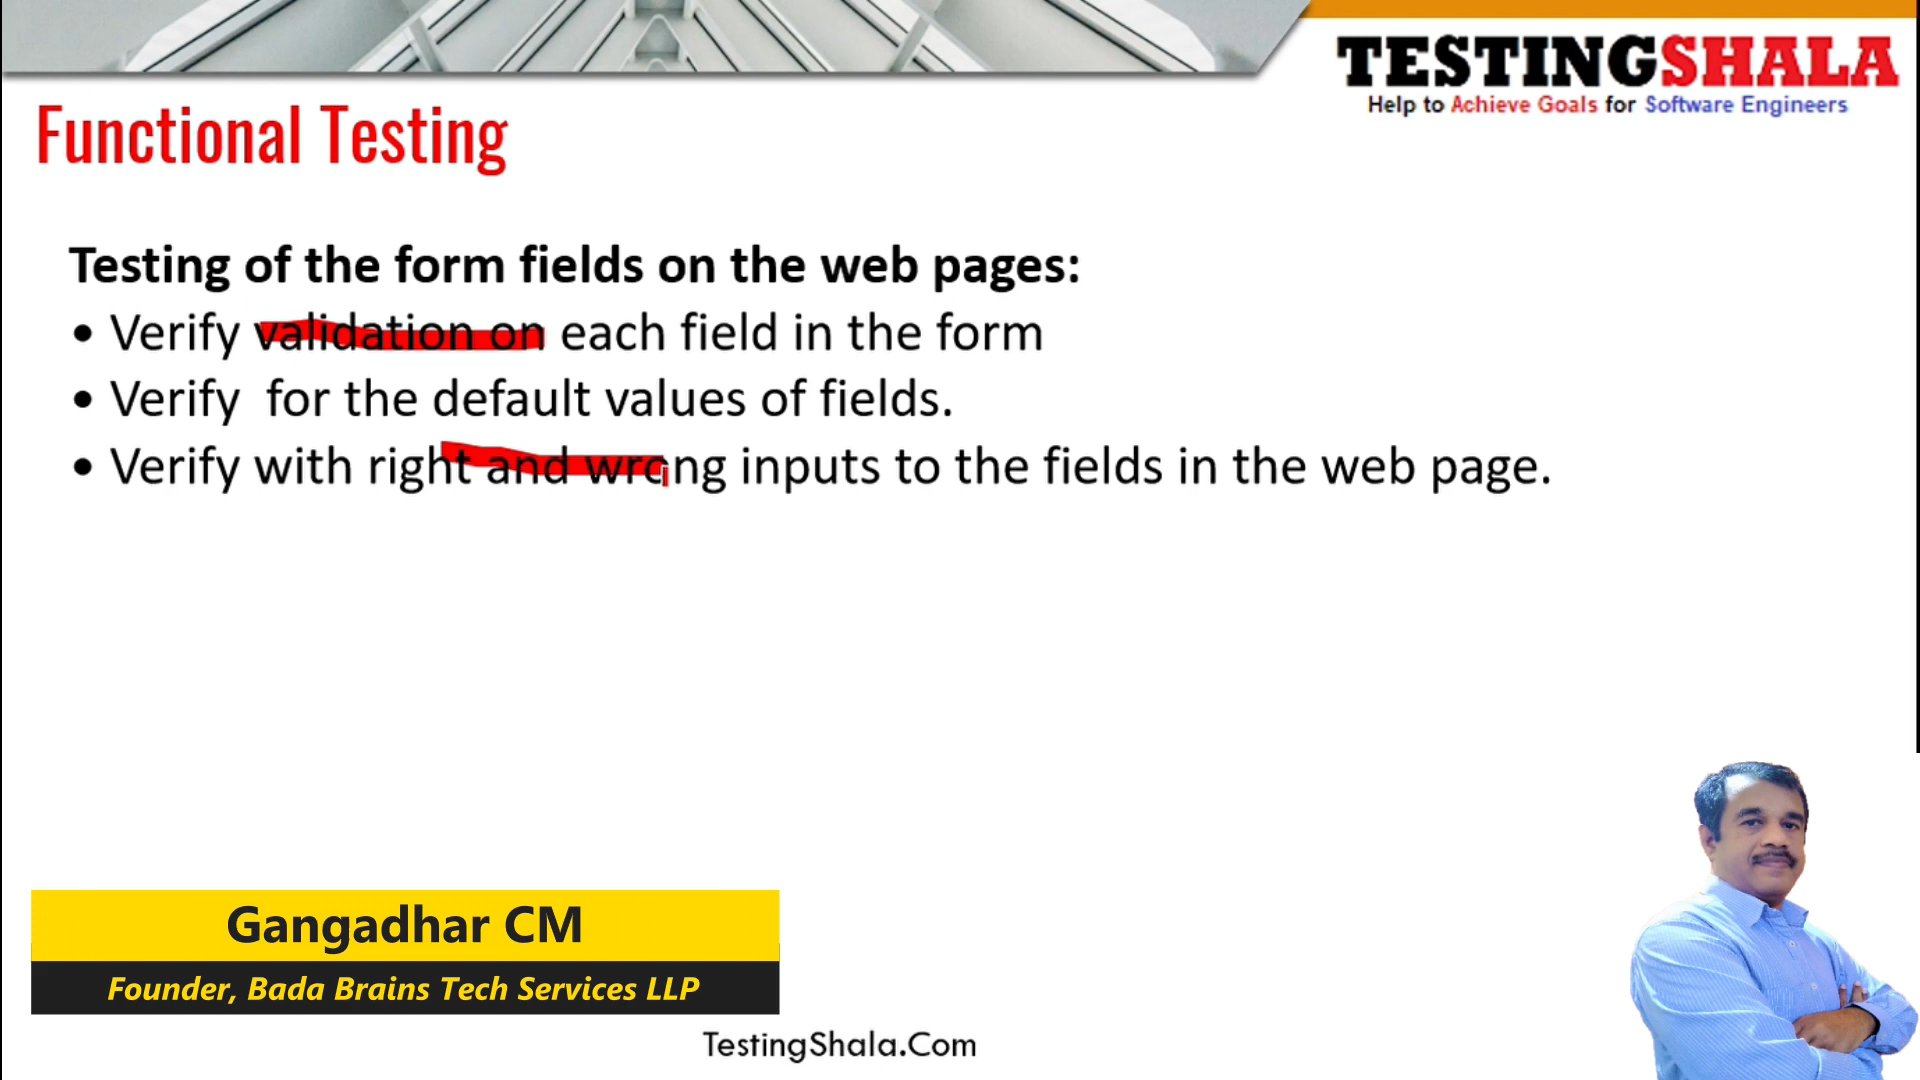 TESTINGSHALA
Help to Achieve Goals for Software Engineers
Functional Testing
Testing of the form fields on the web pages:
• Verify validation on each field in the form
• Verify for the default values of fields.
• Verify with right and wrong inputs to the fields in the web page.
Gangadhar CM
Founder, Bada Brains Tech Services LLP
TestingShala.Com